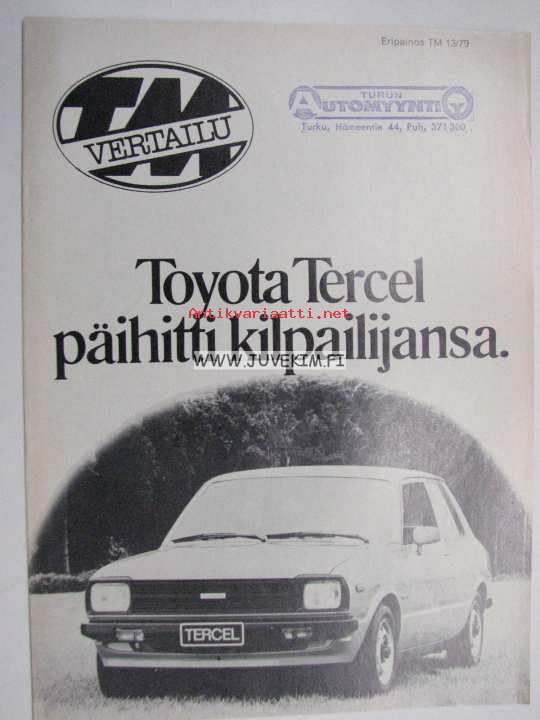 Eripainos TM 13/79
TM
VERTAILU
TURUN
AUTOMYYNTI
Turku, Hämeentie 44, Puh, 371 300
Toyota Tercel
Antikvariaatti.net
päihitti kilpailijansa.
WWW.JUVEKIM.FI
TERCEL